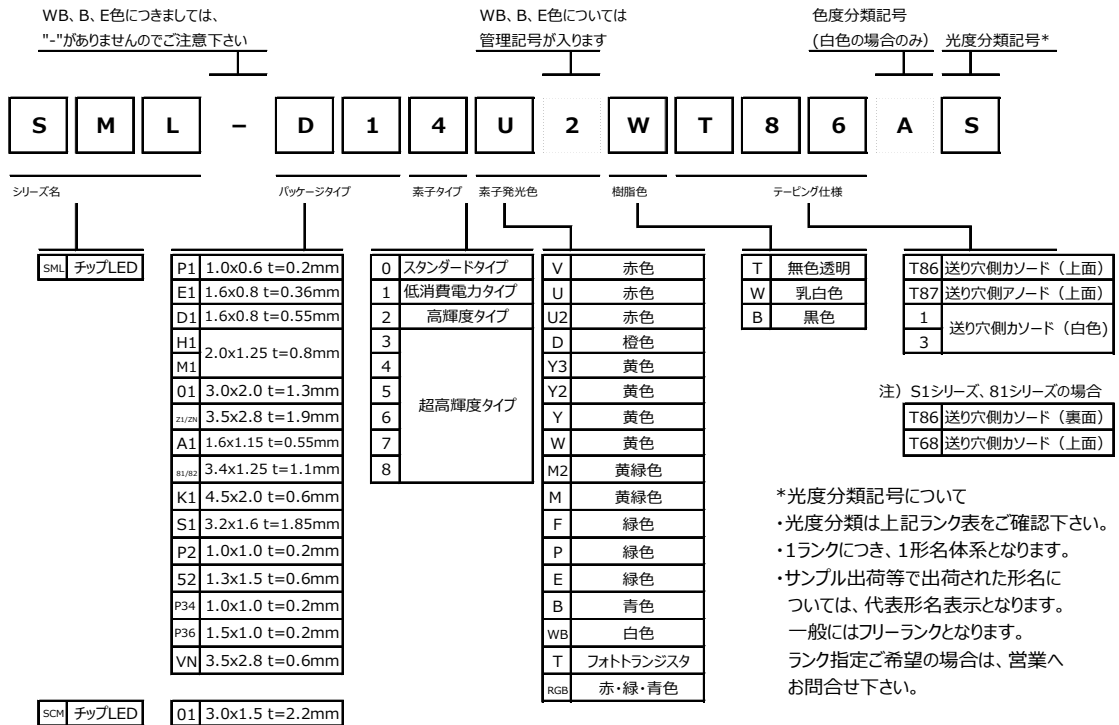 WB、B、E色につきましては、
"-"がありませんのでご注意下さい
WB、B、E色については
管理記号が入ります
色度分類記号
(白色の場合のみ)
光度分類記号*
S M L – D 1 4 U 2 W T 8 6 A S
シリーズ名
パッケージタイプ
素子タイプ
素子発光色
樹脂色
テーピング仕様
SML チップLED
P1 1.0x0.6 t=0.2mm
E1 1.6x0.8 t=0.36mm
D1 1.6x0.8 t=0.55mm
H1
M1
2.0x1.25 t=0.8mm
01 3.0x2.0 t=1.3mm
Z1/ZN 3.5x2.8 t=1.9mm
A1 1.6x1.15 t=0.55mm
81/82 3.4x1.25 t=1.1mm
K1 4.5x2.0 t=0.6mm
S1 3.2x1.6 t=1.85mm
P2 1.0x1.0 t=0.2mm
52 1.3x1.5 t=0.6mm
P34 1.0x1.0 t=0.2mm
P36 1.5x1.0 t=0.2mm
VN 3.5x2.8 t=0.6mm
SCM チップLED
01 3.0x1.5 t=2.2mm
0 スタンダードタイプ
1 低消費電力タイプ
2 高輝度タイプ
3
4
5
6
7
8
超高輝度タイプ
V 赤色
U 赤色
U2 赤色
D 橙色
Y3 黄色
Y2 黄色
Y 黄色
W 黄色
M2 黄緑色
M 黄緑色
F 緑色
P 緑色
E 緑色
B 青色
WB 白色
T フォトトランジスタ
RGB 赤・緑・青色
T 無色透明
W 乳白色
B 黒色
T86 送り穴側カソード（上面）
T87 送り穴側アノード（上面）
1
3
送り穴側カソード（白色)
注）S1シリーズ、81シリーズの場合
T86 送り穴側カソード（裏面）
T68 送り穴側カソード（上面）
*光度分類記号について
・光度分類は上記ランク表をご確認下さい。
・1ランクにつき、1形名体系となります。
・サンプル出荷等で出荷された形名に
ついては、代表形名表示となります。
一般にはフリーランクとなります。
ランク指定ご希望の場合は、営業へ
お問合せ下さい。